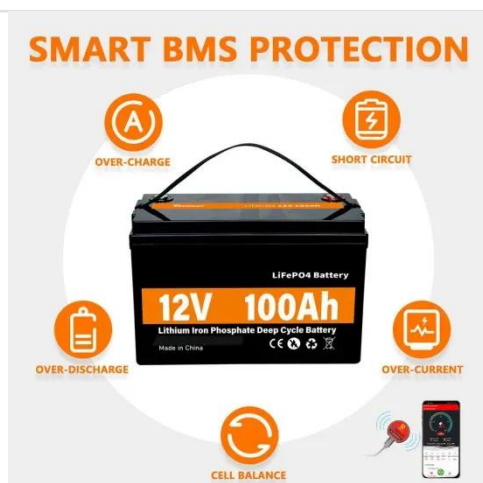 SMART BMS PROTECTION
OVER-CHARGE
SHORT CIRCUIT
LiFePO4 Battery
12V 100Ah
Lithium Iron Phosphate Deep Cycle Battery
Made in China
OVER-DISCHARGE
OVER-CURRENT
CELL BALANCE